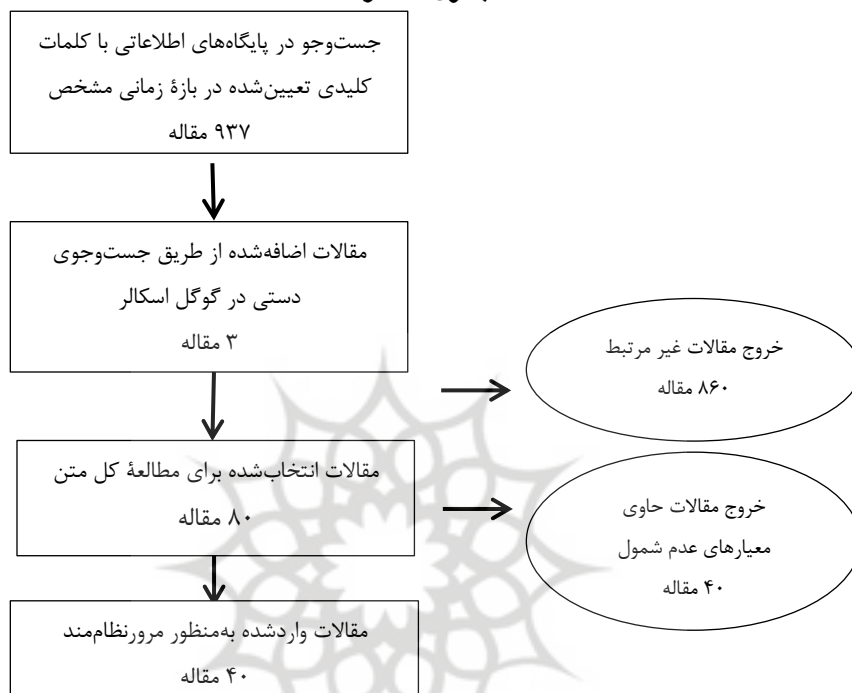 جست‌وجو در پایگاه‌های اطلاعاتی با کلمات
کلیدی تعیین‌شده در بازۀ زمانی مشخص
۹۳۷ مقاله
مقالات اضافه‌شده از طریق جست‌وجوی
دستی در گوگل اسکالر
۳ مقاله
خروج مقالات غیر مرتبط
۸۶۰ مقاله
مقالات انتخاب‌شده برای مطالعۀ کل متن
۸۰ مقاله
خروج مقالات حاوی
معیارهای عدم شمول
۴۰ مقاله
مقالات واردشده به‌منظور مرورنظام‌مند
۴۰ مقاله